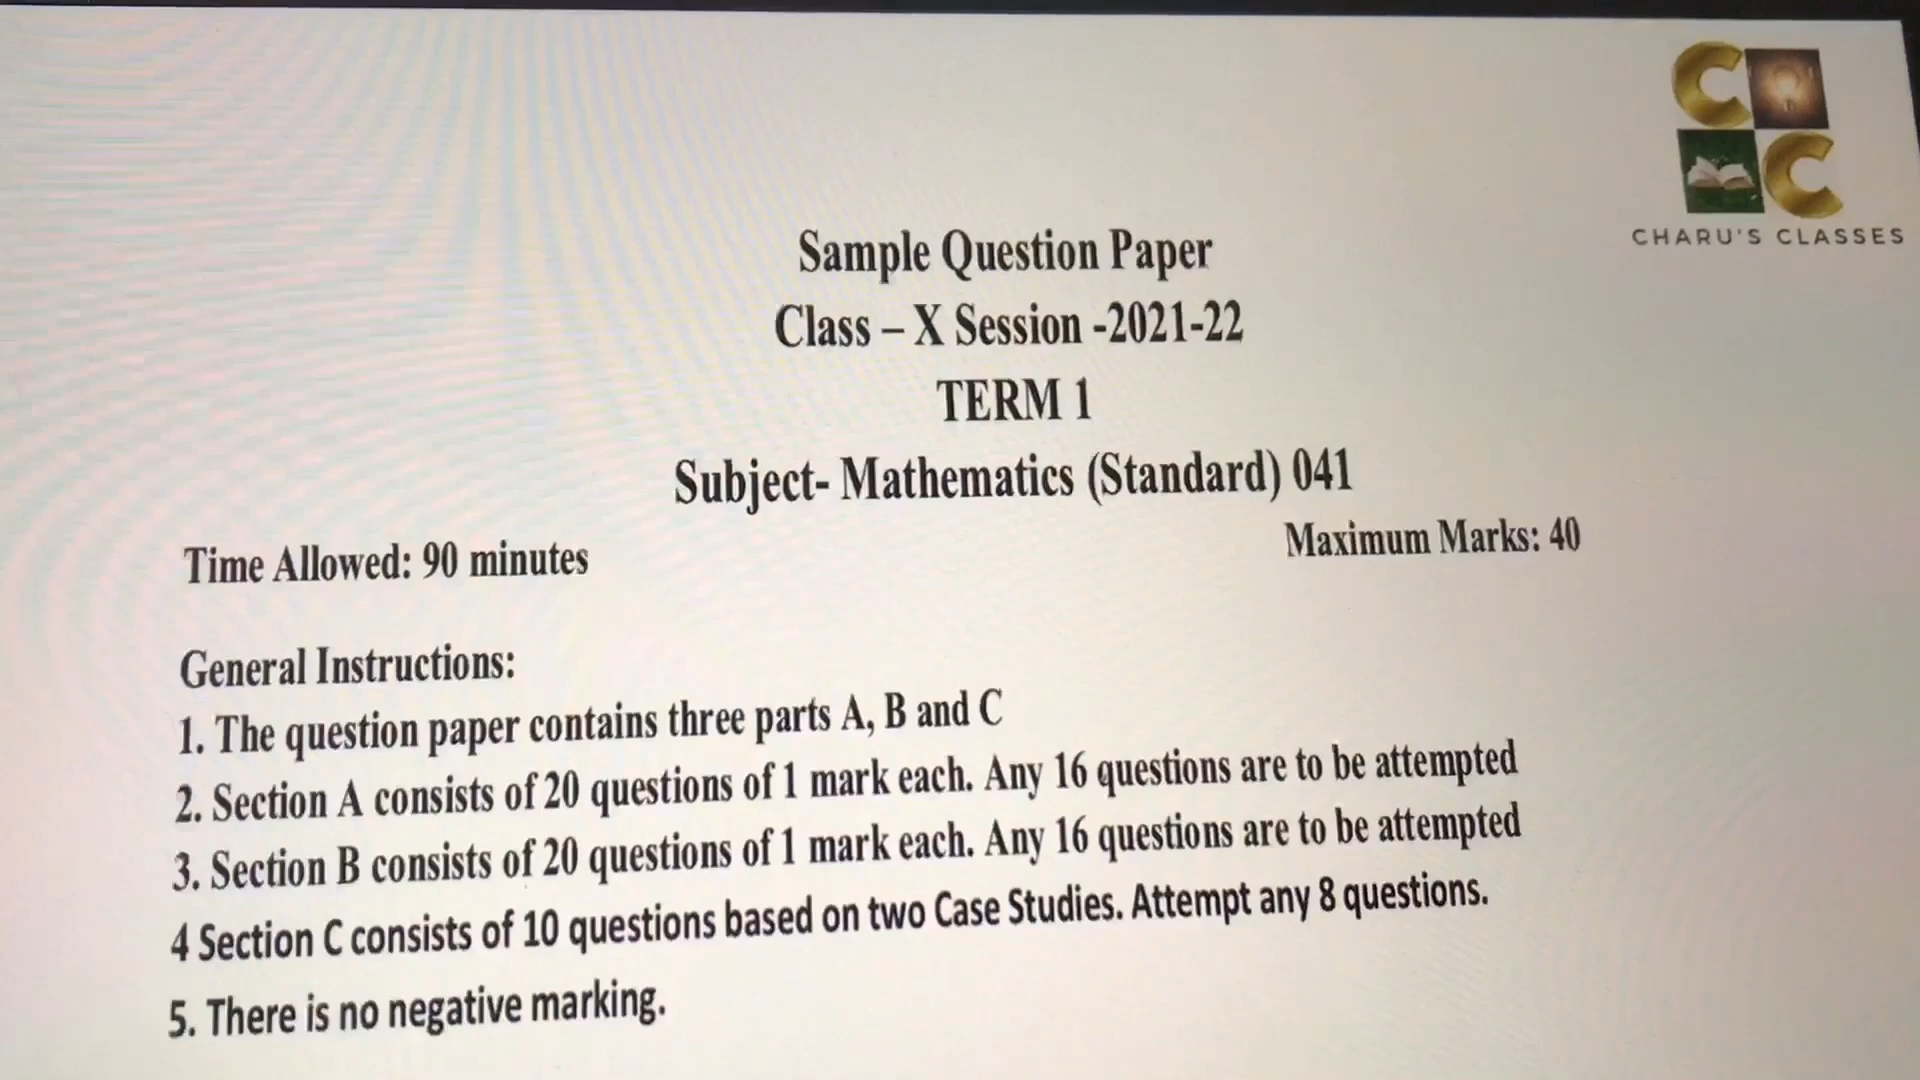 CHARU'S CLASSES
Sample Question Paper
Class – X Session -2021-22
TERM 1
Subject- Mathematics (Standard) 041
Time Allowed: 90 minutes
Maximum Marks: 40
General Instructions:
1. The question paper contains three parts A, B and C
2. Section A consists of 20 questions of 1 mark each. Any 16 questions are to be attempted
3. Section B consists of 20 questions of 1 mark each. Any 16 questions are to be attempted
4 Section C consists of 10 questions based on two Case Studies. Attempt any 8 questions.
5. There is no negative marking.